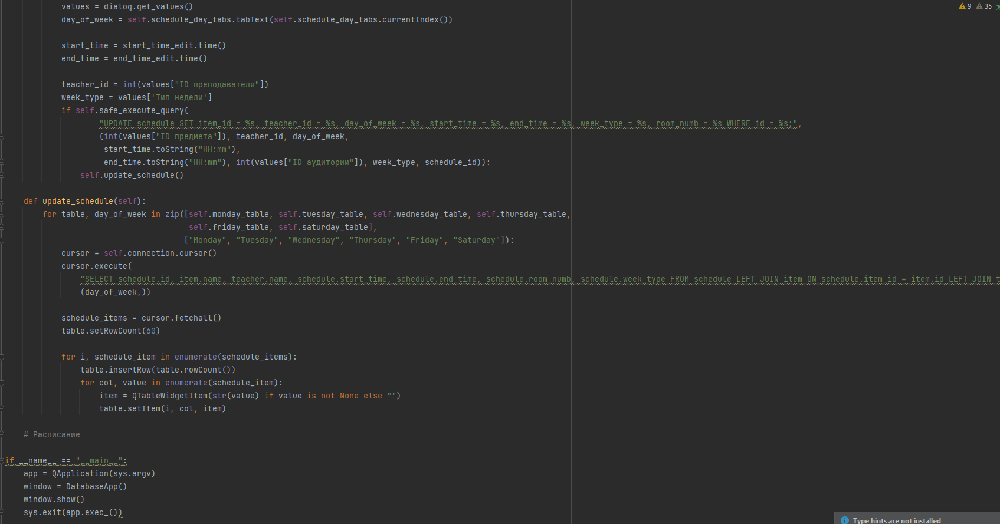 values = dialog.get_values()
9 35
day_of_week = self.schedule_day_tabs.tabText(self.schedule_day_tabs.currentIndex())
start_time = start_time_edit.time()
end_time = end_time_edit.time()
teacher_id = int(values["ID преподавателя"])
week_type = values['Тип недели']
if self.safe_execute_query(
"UPDATE schedule SET item_id = %s, teacher_id = %s, day_of_week = %s, start_time = %s, end_time = %s, week_type = %s, room_numb = %s WHERE id = %s;",
(int(values["ID предмета"]), teacher_id, day_of_week,
start_time.toString("HH:mm"),
end_time.toString("HH:mm"), int(values["ID аудитории"]), week_type, schedule_id)):
self.update_schedule()
def update_schedule(self):
for table, day_of_week in zip([self.monday_table, self.tuesday_table, self.wednesday_table, self.thursday_table,
self.friday_table, self.saturday_table],
["Monday", "Tuesday", "Wednesday", "Thursday", "Friday", "Saturday"]):
cursor = self.connection.cursor()
cursor.execute(
"SELECT schedule.id, item.name, teacher.name, schedule.start_time, schedule.end_time, schedule.room_numb, schedule.week_type FROM schedule LEFT JOIN item ON schedule.item_id = item.id LEFT JOIN t
(day_of_week,))
schedule_items = cursor.fetchall()
table.setRowCount(60)
for i, schedule_item in enumerate(schedule_items):
table.insertRow(table.rowCount())
for col, value in enumerate(schedule_item):
item = QTableWidgetItem(str(value) if value is not None else "")
table.setItem(i, col, item)
# Расписание
if __name__ == "__main__":
app = QApplication(sys.argv)
window = DatabaseApp()
window.show()
sys.exit(app.exec_())
Type hints are not installed